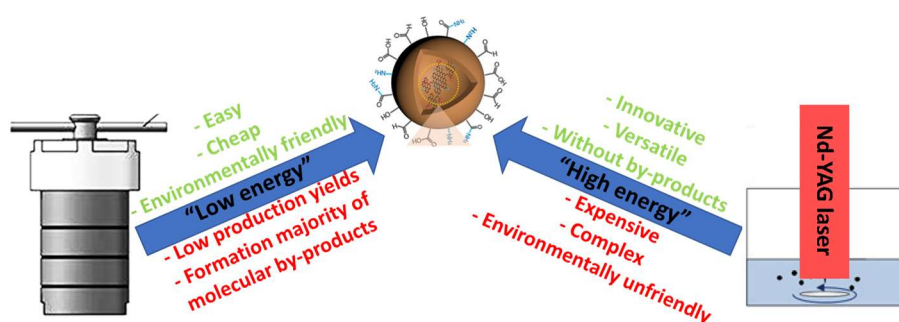 - Easy
- Cheap
- Environmentally friendly
"Low energy"
- Low production yields
- Formation majority of
molecular by-products
- Innovative
- Versatile
- Without by-products
"High energy"
- Expensive
- Complex
- Environmentally unfriendly
Nd-YAG laser